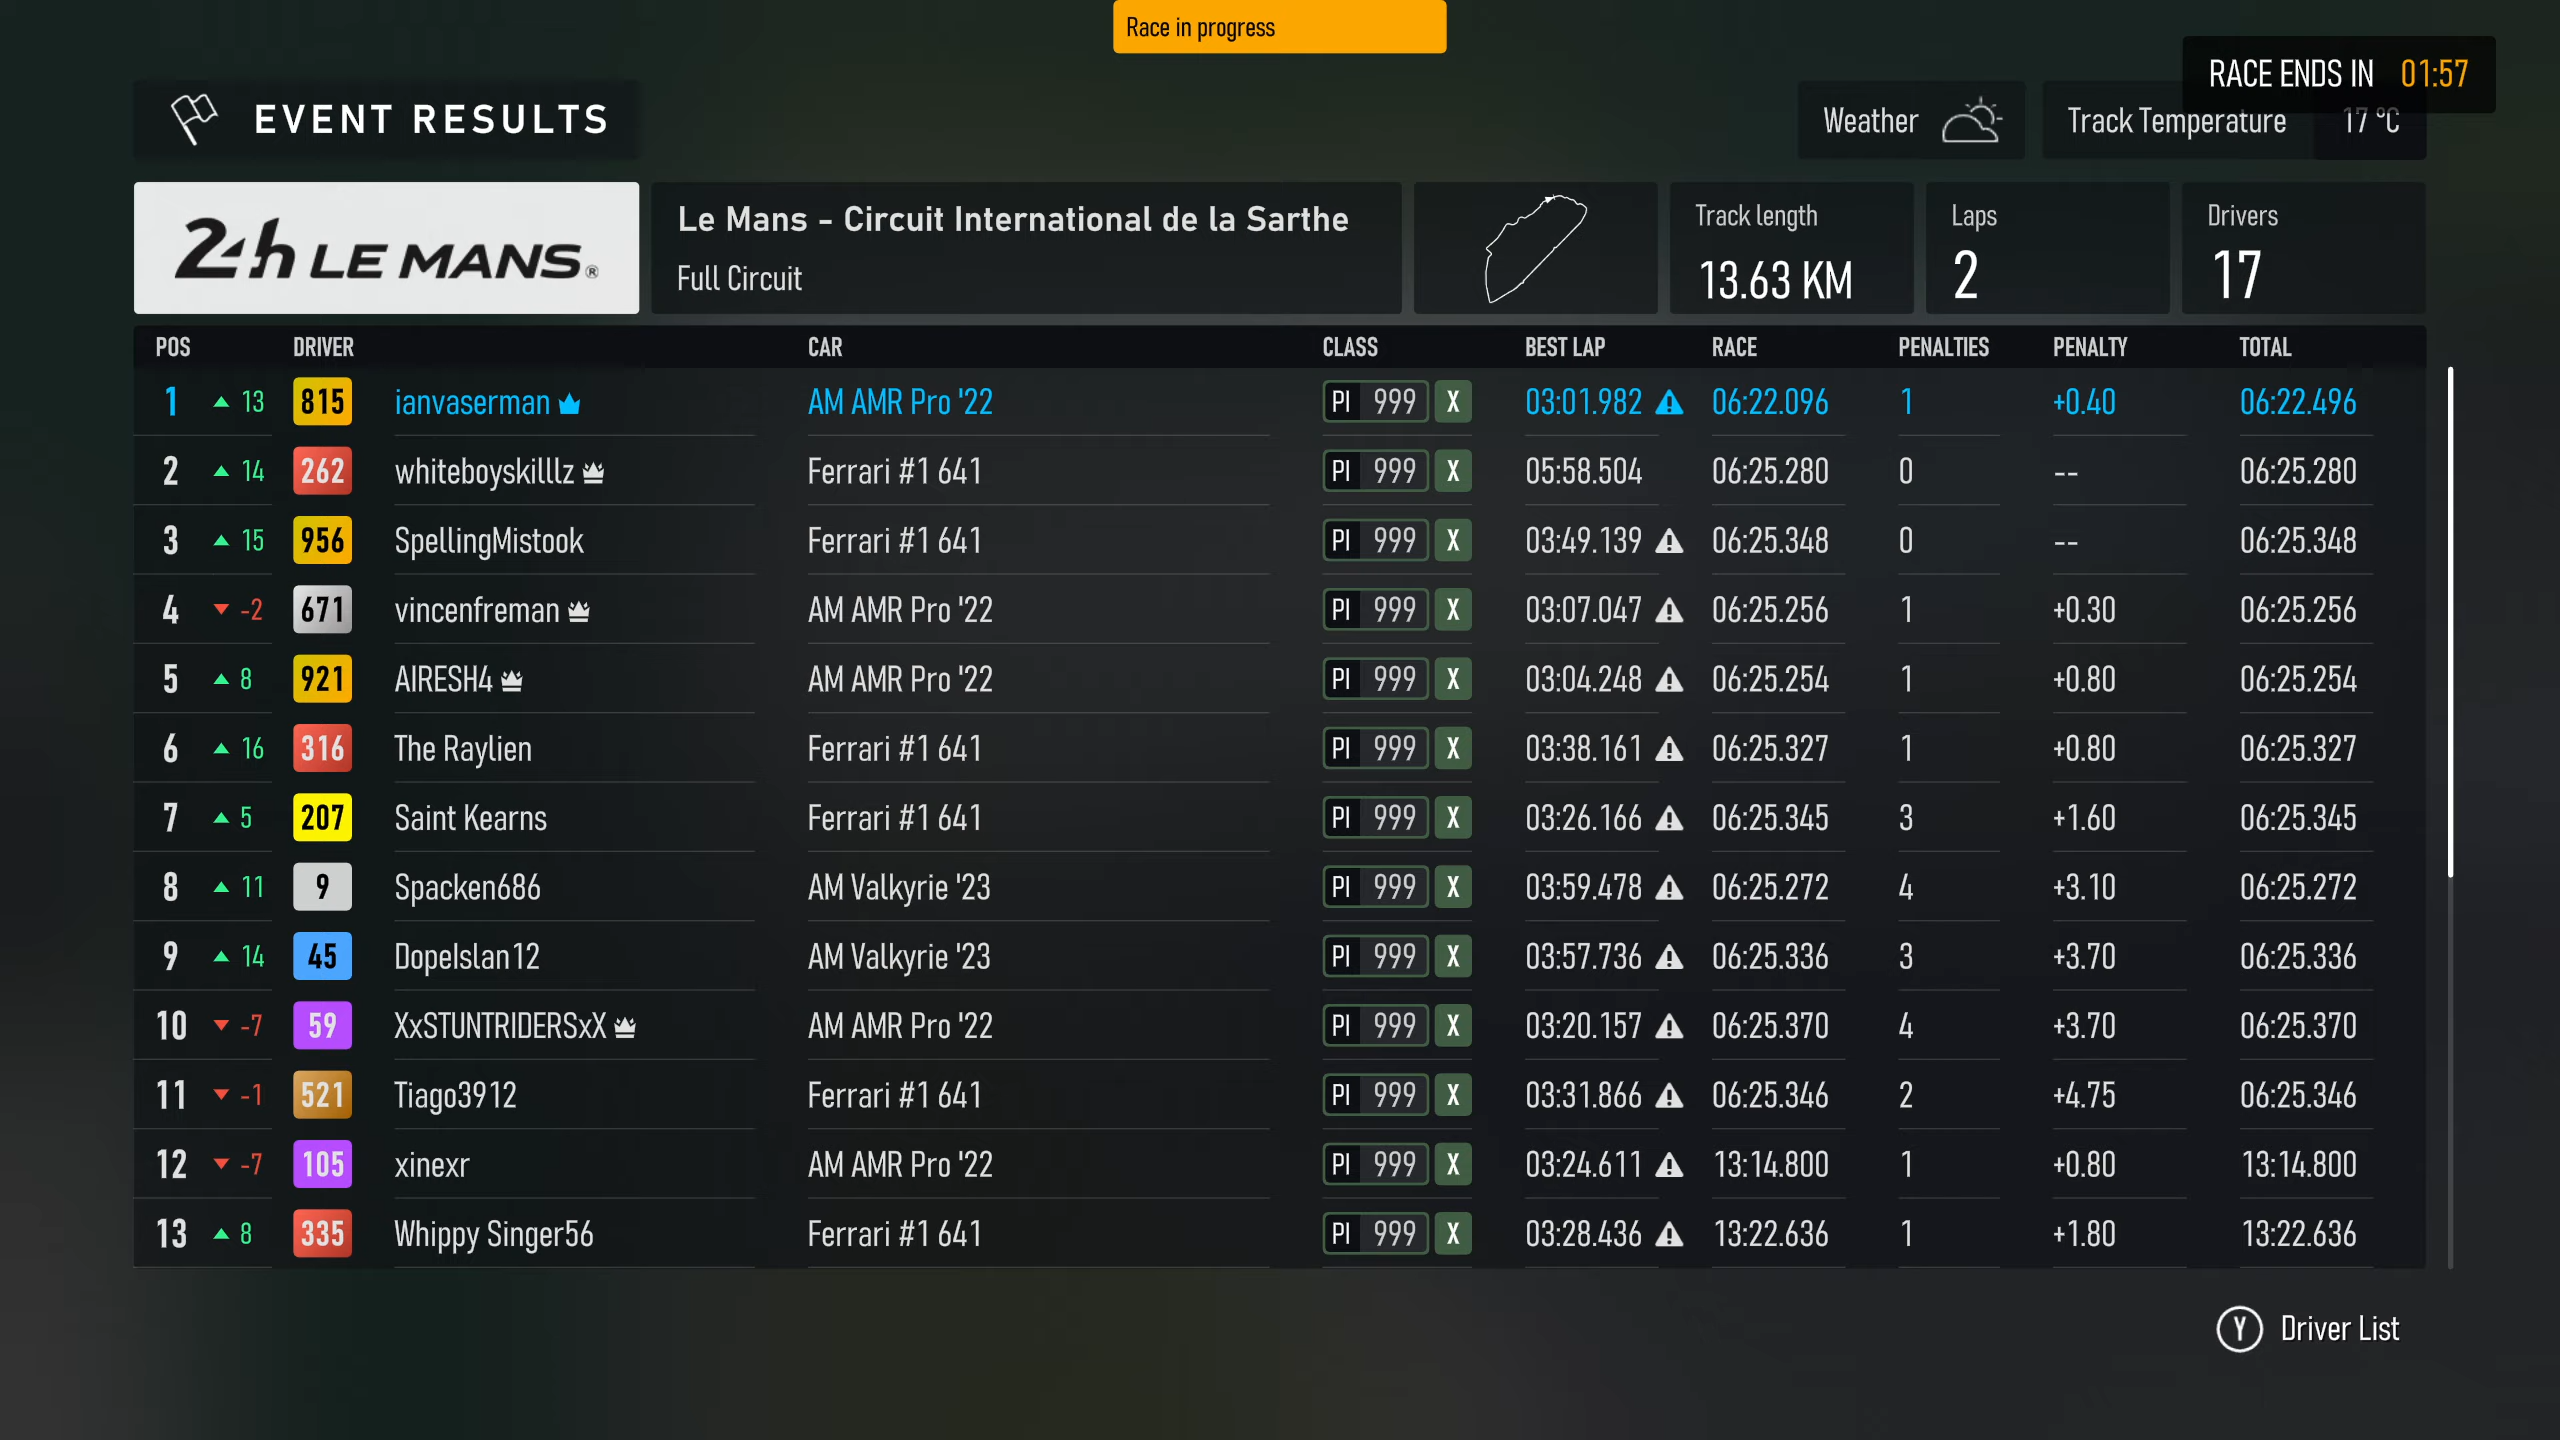 Race in progress
RACE ENDS IN 01:57
EVENT RESULTS
Weather
Track Temperature 17 °C
24h LE MANS®
Le Mans - Circuit International de la Sarthe
Full Circuit
Track length
13.63 KM
Laps
2
Drivers
17
POS DRIVER CAR CLASS BEST LAP RACE PENALTIES PENALTY TOTAL
1 ▲ 13 815 ianvaserman AM AMR Pro '22 PI 999 X 03:01.982 06:22.096 1 +0.40 06:22.496
2 ▲ 14 262 whiteboyskilllz Ferrari #1 641 PI 999 X 05:58.504 06:25.280 0 -- 06:25.280
3 ▲ 15 956 SpellingMistook Ferrari #1 641 PI 999 X 03:49.139 06:25.348 0 -- 06:25.348
4 ▼ -2 671 vincenfreman AM AMR Pro '22 PI 999 X 03:07.047 06:25.256 1 +0.30 06:25.256
5 ▲ 8 921 AIRESH4 AM AMR Pro '22 PI 999 X 03:04.248 06:25.254 1 +0.80 06:25.254
6 ▲ 16 316 The Raylien Ferrari #1 641 PI 999 X 03:38.161 06:25.327 1 +0.80 06:25.327
7 ▲ 5 207 Saint Kearns Ferrari #1 641 PI 999 X 03:26.166 06:25.345 3 +1.60 06:25.345
8 ▲ 11 9 Spacken686 AM Valkyrie '23 PI 999 X 03:59.478 06:25.272 4 +3.10 06:25.272
9 ▲ 14 45 DopeIslan12 AM Valkyrie '23 PI 999 X 03:57.736 06:25.336 3 +3.70 06:25.336
10 ▼ -7 59 XxSTUNTRIDERSxX AM AMR Pro '22 PI 999 X 03:20.157 06:25.370 4 +3.70 06:25.370
11 ▼ -1 521 Tiago3912 Ferrari #1 641 PI 999 X 03:31.866 06:25.346 2 +4.75 06:25.346
12 ▼ -7 105 xinexr AM AMR Pro '22 PI 999 X 03:24.611 13:14.800 1 +0.80 13:14.800
13 ▲ 8 335 Whippy Singer56 Ferrari #1 641 PI 999 X 03:28.436 13:22.636 1 +1.80 13:22.636
Y Driver List